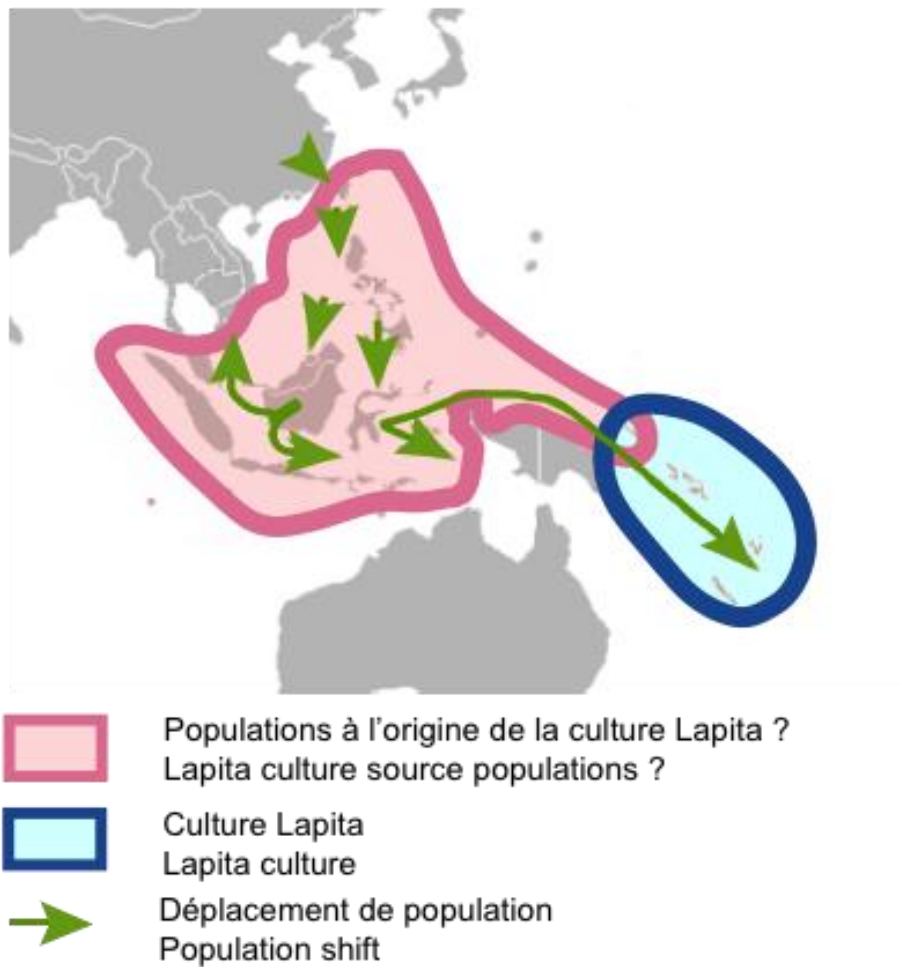 Populations à l'origine de la culture Lapita ?
Lapita culture source populations ?
Culture Lapita
Lapita culture
Déplacement de population
Population shift